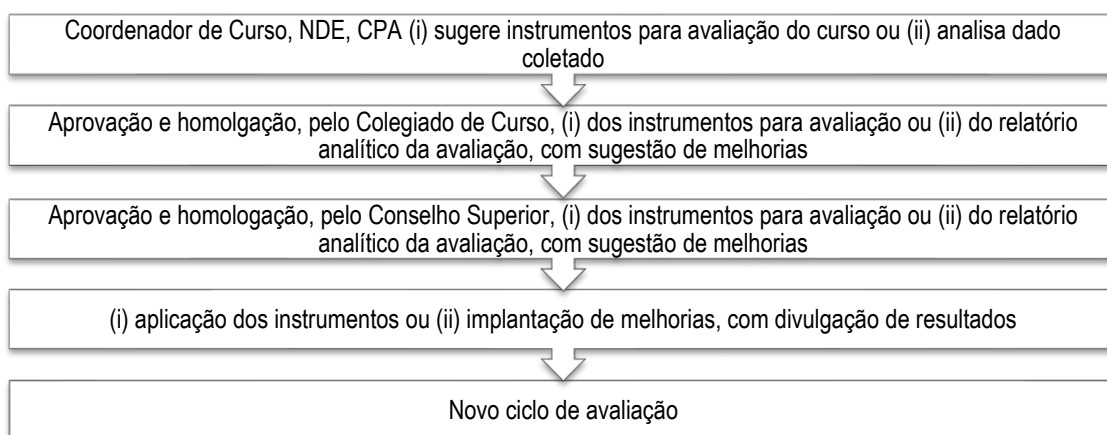 Coordenador de Curso, NDE, CPA (i) sugere instrumentos para avaliação do curso ou (ii) analisa dado
coletado
Aprovação e homolgação, pelo Colegiado de Curso, (i) dos instrumentos para avaliação ou (ii) do relatório
analítico da avaliação, com sugestão de melhorias
Aprovação e homologação, pelo Conselho Superior, (i) dos instrumentos para avaliação ou (ii) do relatório
analítico da avaliação, com sugestão de melhorias
(i) aplicação dos instrumentos ou (ii) implantação de melhorias, com divulgação de resultados
Novo ciclo de avaliação